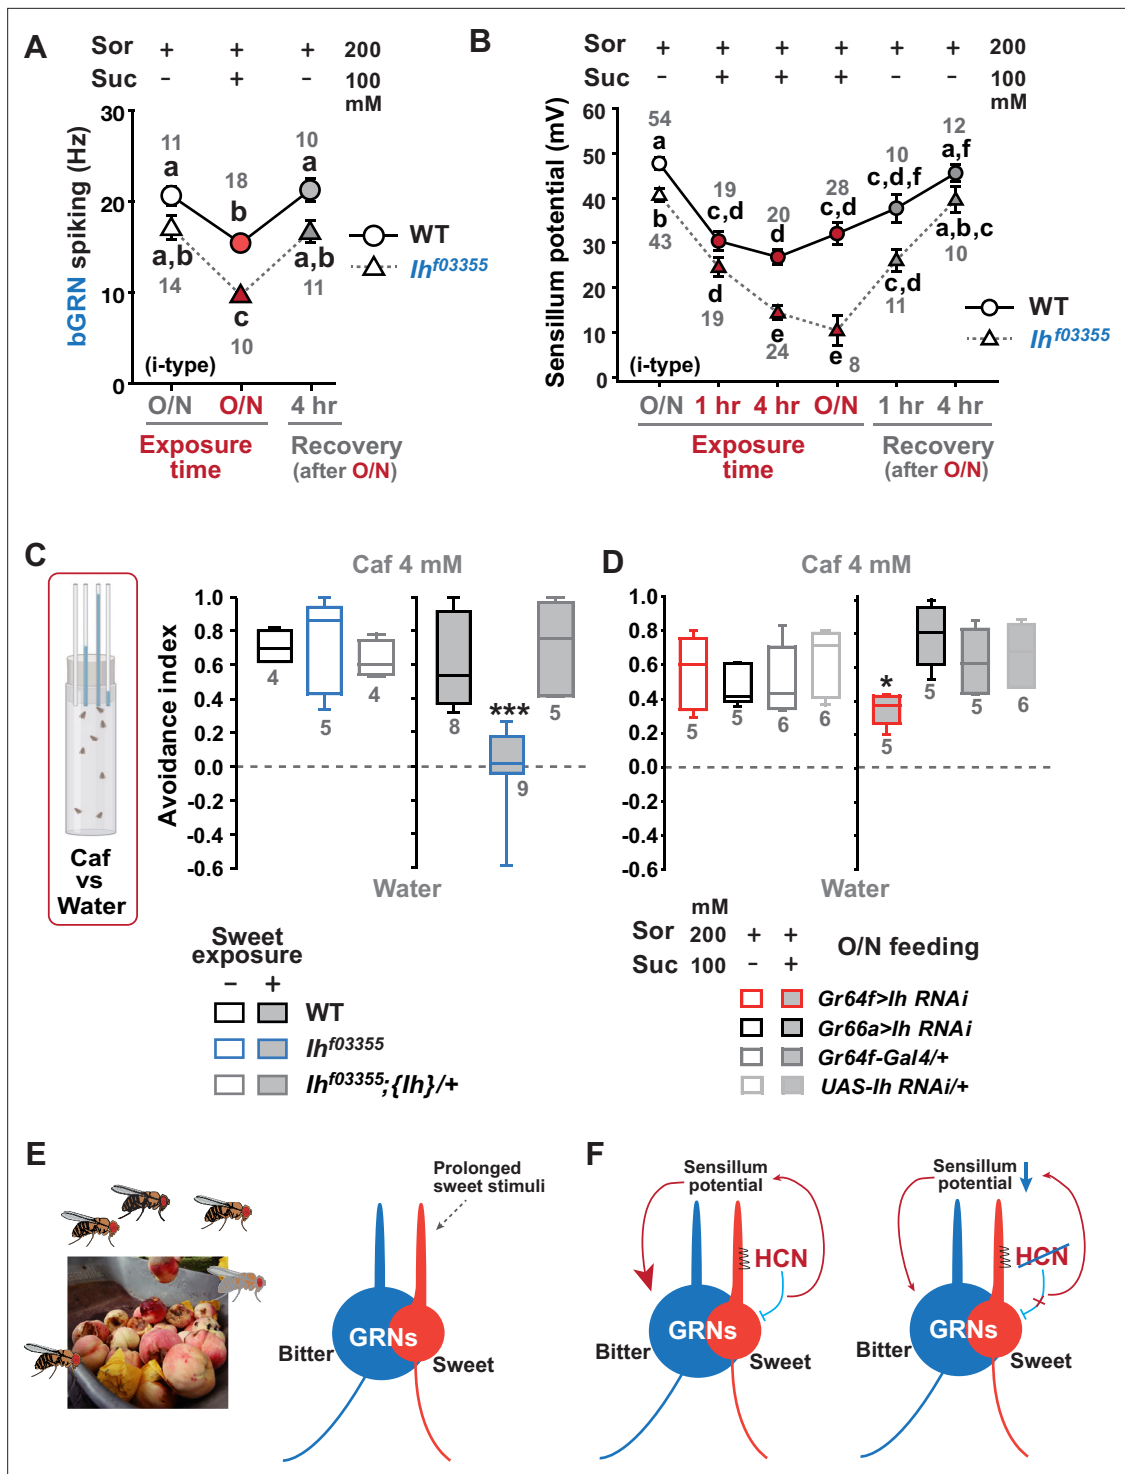 A
Sor + + + 200
Suc - + - 100
mM
bGRN spiking (Hz)
30
20
10
0
11
a
18
b
10
a
a,b
14
c
10
a,b
11
WT
Ih^f03355
(i-type)
O/N O/N 4 hr
Exposure time
Recovery
(after O/N)
B
Sor + + + + + + 200
Suc - + + + - - 100
mM
Sensillum potential (mV)
60
50
40
30
20
10
0
54
a
b
43
19
c,d
d
19
20
d
e
24
28
c,d
e
8
10
c,d,f
c,d
11
12
a,f
a,b,c
10
WT
Ih^f03355
(i-type)
O/N 1 hr 4 hr O/N 1 hr 4 hr
Exposure
time
Recovery
(after O/N)
C
Caf
vs
Water
Caf 4 mM
Avoidance index
1.0
0.8
0.6
0.4
0.2
0.0
-0.2
-0.4
-0.6
4
5
4
8
***
9
5
Water
Sweet
exposure
- +
WT
Ih^f03355
Ih^f03355;{Ih}/+
D
Caf 4 mM
1.0
0.8
0.6
0.4
0.2
0.0
-0.2
-0.4
-0.6
5
5
6
6
*
5
5
5
6
Water
mM
Sor 200 + +
Suc 100 - +
O/N feeding
Gr64f>Ih RNAi
Gr66a>Ih RNAi
Gr64f-Gal4/+
UAS-Ih RNAi/+
E
Prolonged
sweet stimuli
GRNs
Bitter
Sweet
F
Sensillum
potential
HCN
GRNs
Bitter
Sweet
Sensillum
potential
HCN
GRNs
Bitter
Sweet